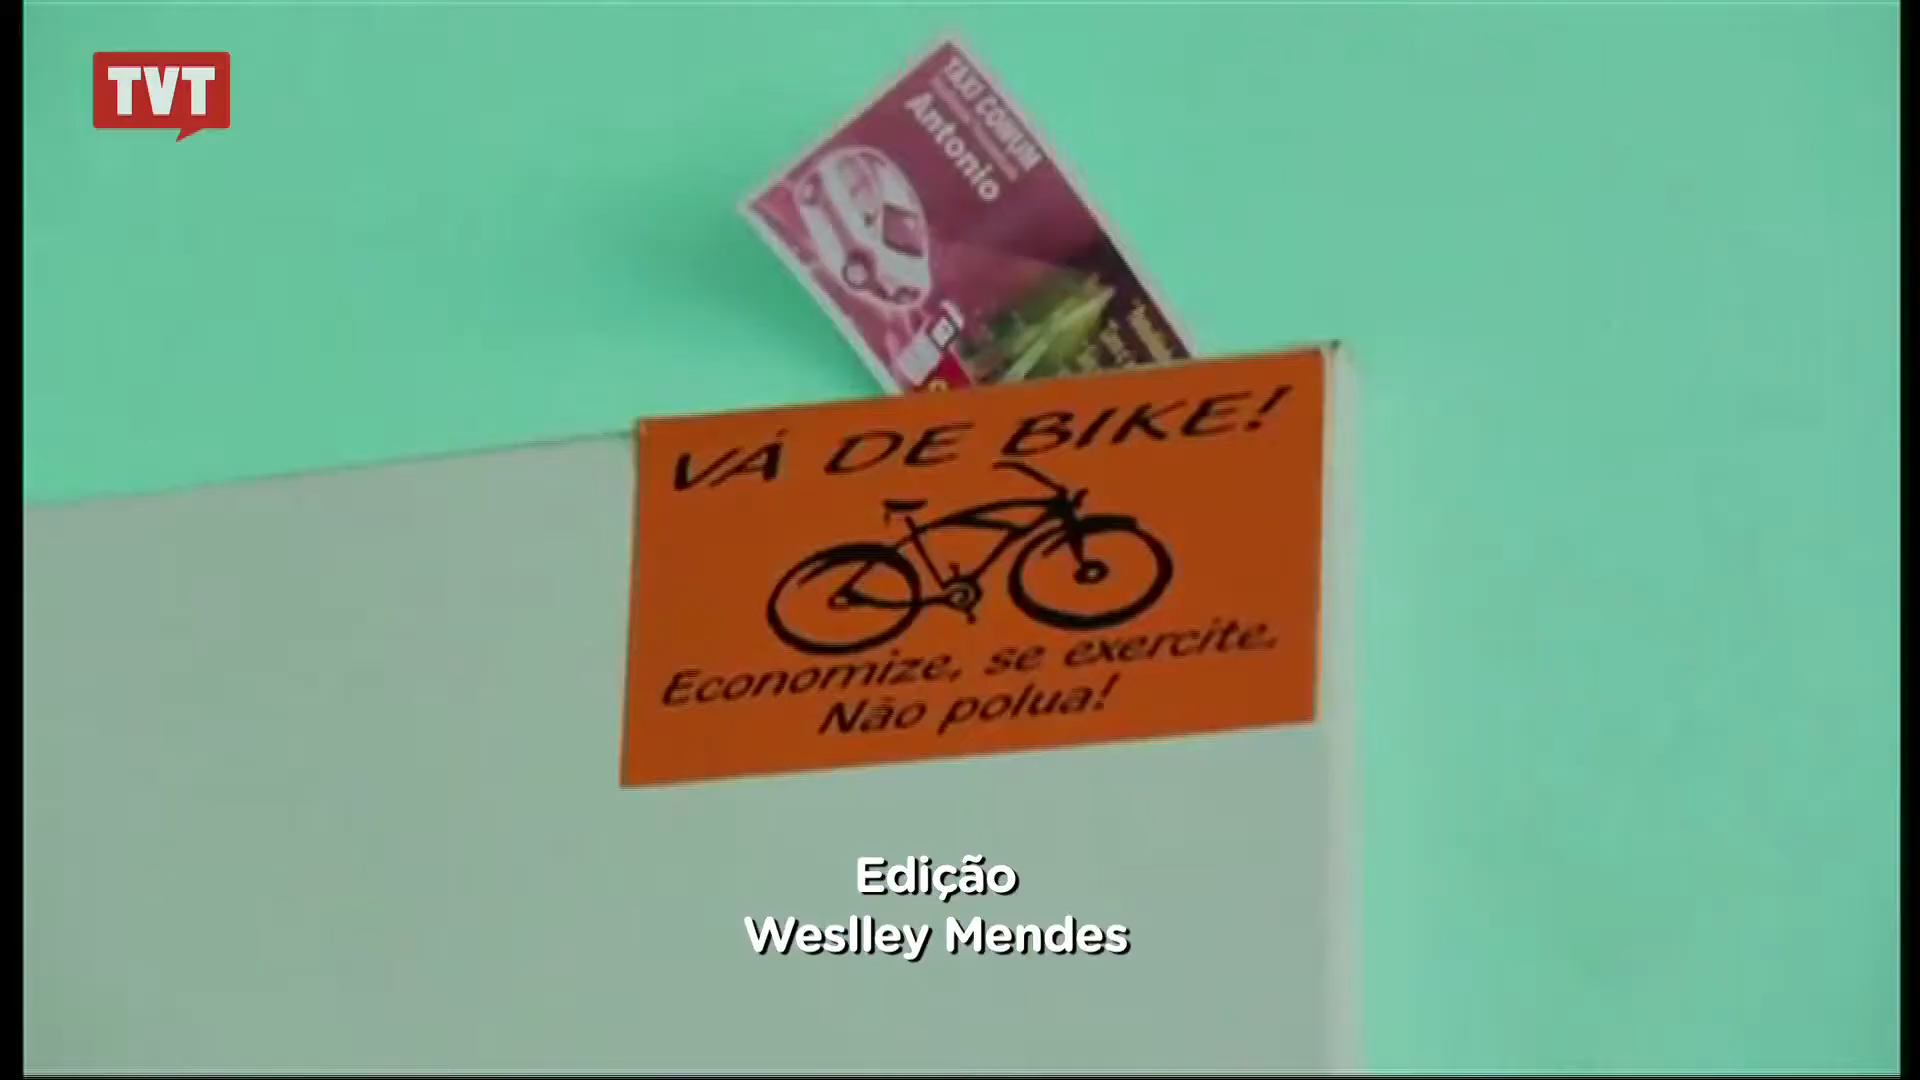 TVT
TAXI COMUM
Antonio
VÁ DE BIKE!
Economize, se exercite.
Não polua!
Edição
Weslley Mendes